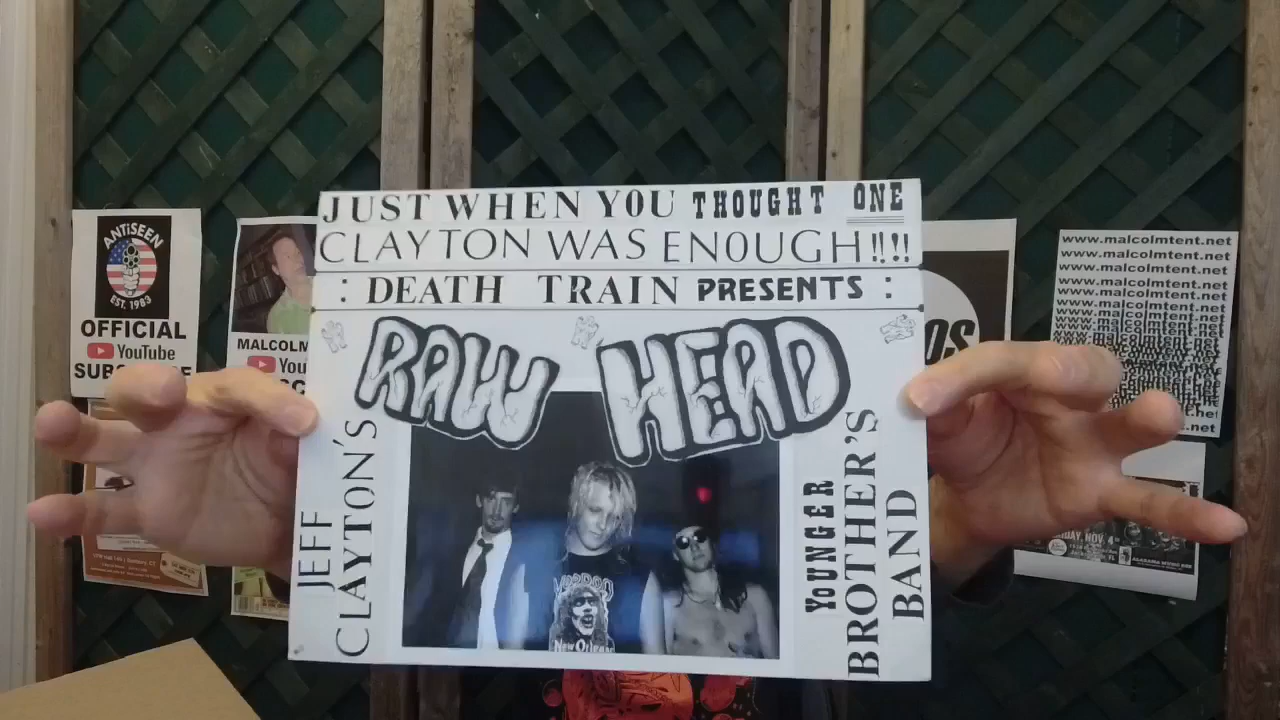 JUST WHEN YOU THOUGHT ONE
CLAYTON WAS ENOUGH!!!!
: DEATH TRAIN PRESENTS :
RAW HEAD
JEFF
CLAYTON'S
YOUNGER
BROTHER'S
BAND
VOODOO
New Orleans
ANTiSEEN
EST. 1983
OFFICIAL
YouTube
MALCOLM
You
OS
www.malcolmtent.net
www.malcolmtent.net
www.malcolmtent.net
www.malcolmtent.net
www.malcolmtent.net
www.malcolmtent.net
NOV. 4